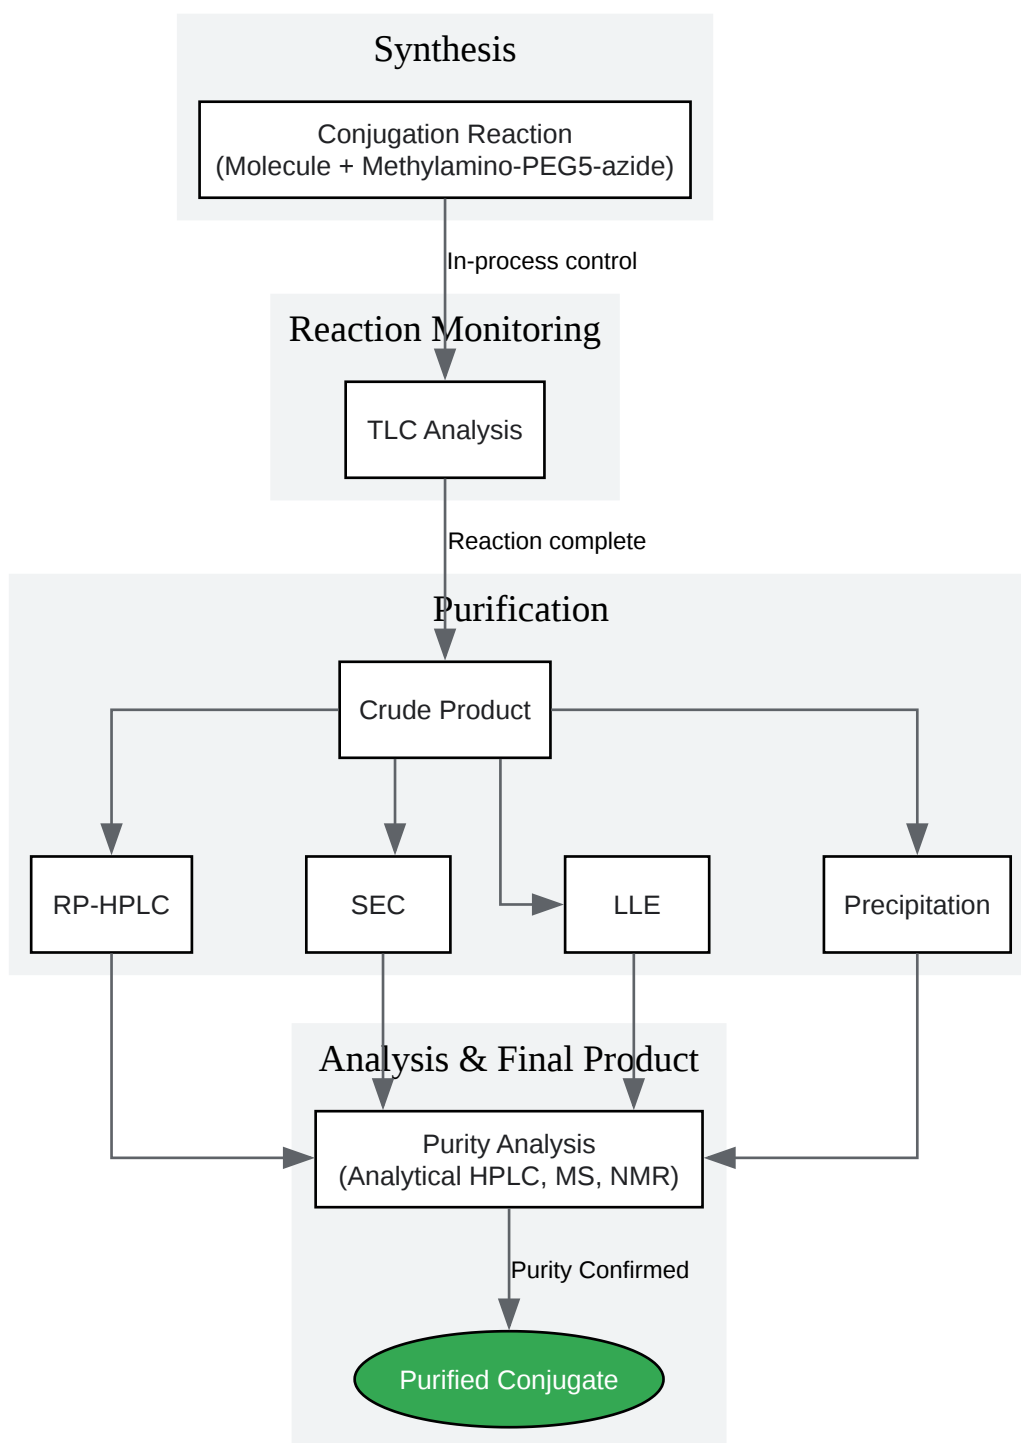 Synthesis
Conjugation Reaction
(Molecule + Methylamino-PEG5-azide)
In-process control
Reaction Monitoring
TLC Analysis
Reaction complete
Purification
Crude Product
RP-HPLC
SEC
LLE
Precipitation
Analysis & Final Product
Purity Analysis
(Analytical HPLC, MS, NMR)
Purity Confirmed
Purified Conjugate